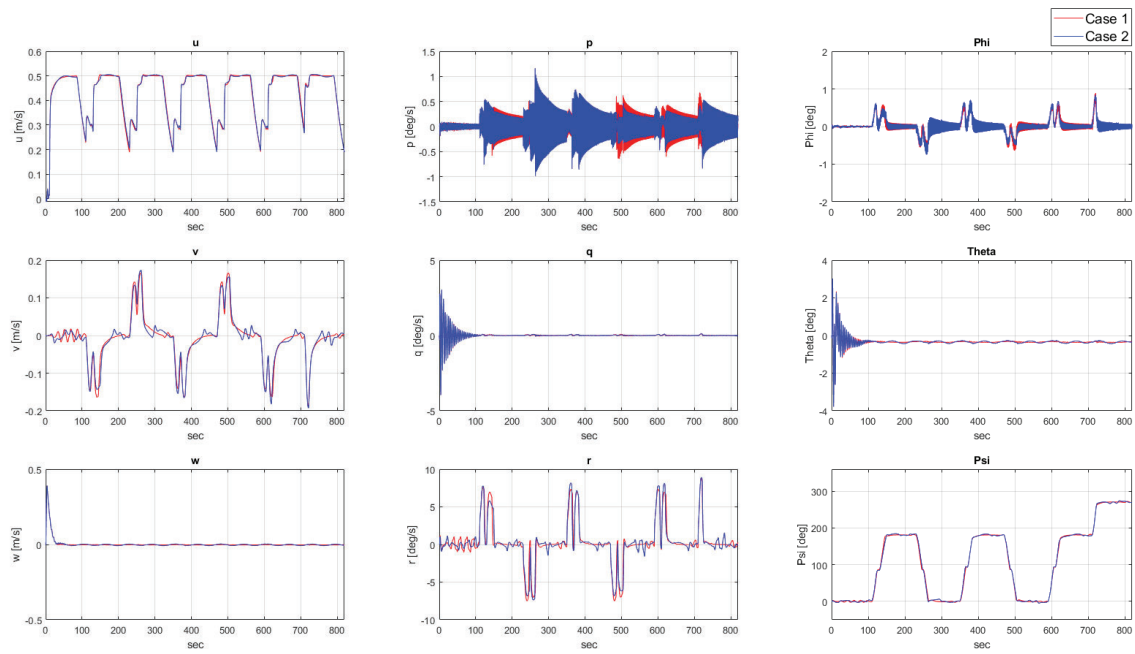 Case 1
Case 2
u
0.6
0.5
0.4
0.3
0.2
0.1
0
u [m/s]
0 100 200 300 400 500 600 700 800
sec
p
1.5
1
0.5
0
-0.5
-1
-1.5
p [deg/s]
0 100 200 300 400 500 600 700 800
sec
Phi
2
1
0
-1
-2
Phi [deg]
0 100 200 300 400 500 600 700 800
sec
v
0.2
0.1
0
-0.1
-0.2
v [m/s]
0 100 200 300 400 500 600 700 800
sec
q
5
0
-5
q [deg/s]
0 100 200 300 400 500 600 700 800
sec
Theta
4
2
0
-2
-4
Theta [deg]
0 100 200 300 400 500 600 700 800
sec
w
0.5
0
-0.5
w [m/s]
0 100 200 300 400 500 600 700 800
sec
r
10
5
0
-5
-10
r [deg/s]
0 100 200 300 400 500 600 700 800
sec
Psi
300
200
100
0
Psi [deg]
0 100 200 300 400 500 600 700 800
sec